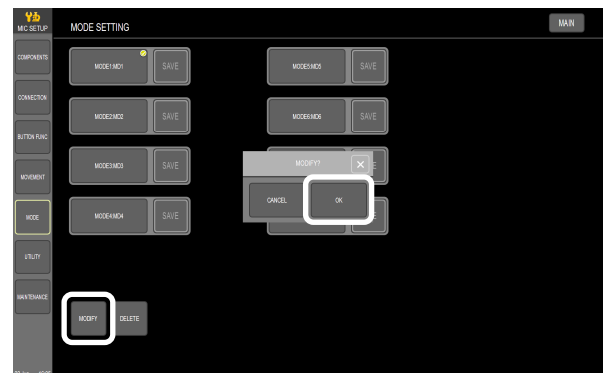 MIC SETUP
MODE SETTING
MAIN
COMPONENTS
CONNECTION
BUTTON FUNC
MOVEMENT
MODE
UTILITY
MAINTENANCE
MODE1:MD1
SAVE
MODE5:MD5
SAVE
MODE2:MD2
SAVE
MODE6:MD6
SAVE
MODE3:MD3
SAVE
MODE4:MD4
SAVE
MODIFY?
CANCEL
OK
MODIFY
DELETE